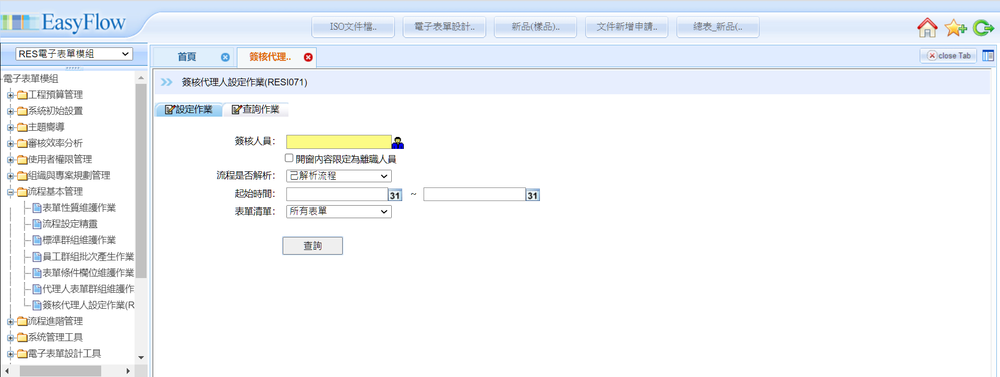 EasyFlow
ISO文件檔..
電子表單設計..
新品(樣品)..
文件新增申請..
總表_新品(..
RES電子表單模組
首頁
簽核代理..
close Tab
電子表單模組
工程預算管理
系統初始設置
主題嚮導
審核效率分析
使用者權限管理
組織與專案規劃管理
流程基本管理
表單性質維護作業
流程設定精靈
標準群組維護作業
員工群組批次產生作業
表單條件欄位維護作業
代理人表單群組維護作
簽核代理人設定作業(R
流程進階管理
系統管理工具
電子表單設計工具
簽核代理人設定作業(RESI071)
設定作業
查詢作業
簽核人員:
開窗內容限定為離職人員
流程是否解析:
已解析流程
起始時間:
31
~
31
表單清單:
所有表單
查詢